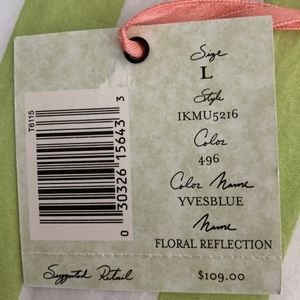 Size
L
Style
IKMU5216
Color
496
Color Name
YVESBLUE
Name
FLORAL REFLECTION
Suggested Retail
$109.00
T6115
0 30326 15643 3